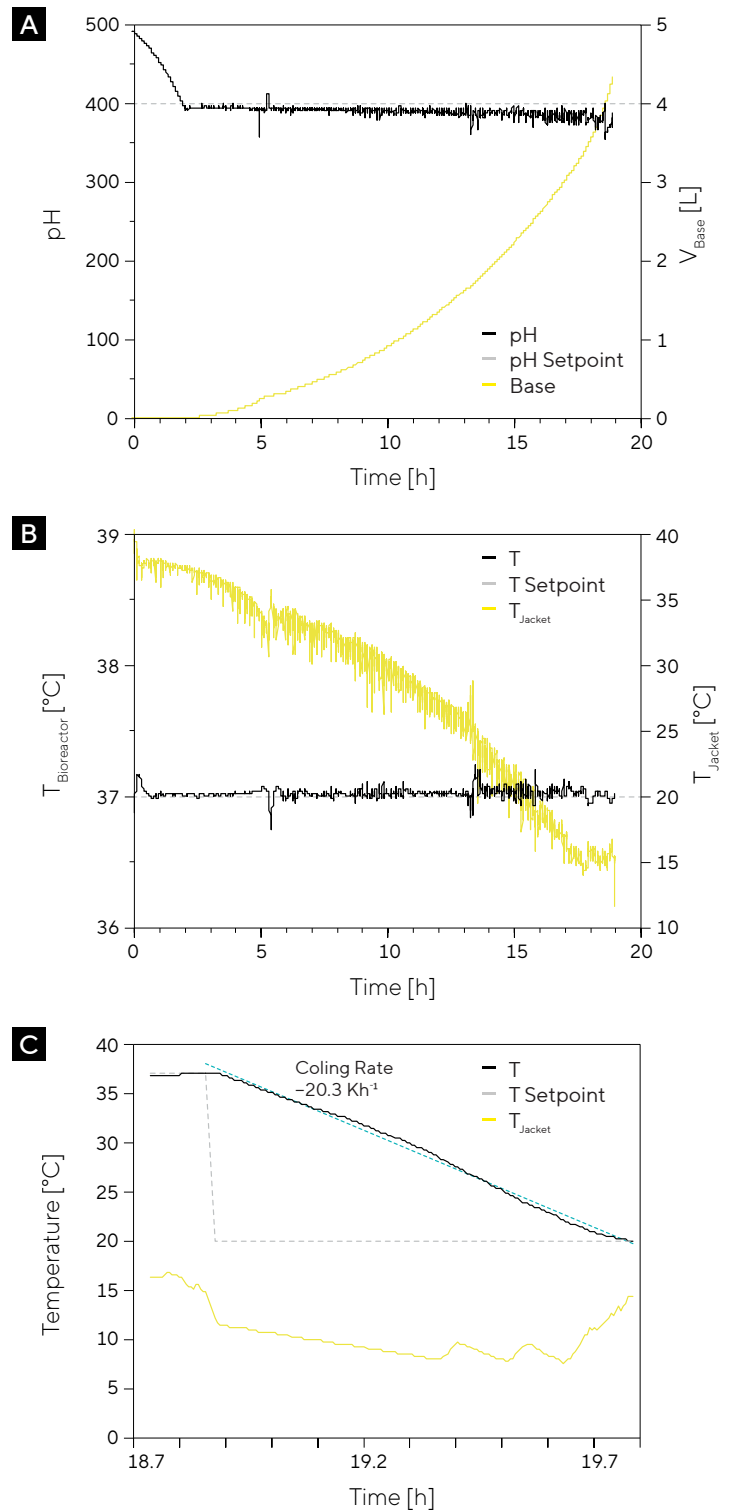 A
500
400
300
200
100
0
pH
5
4
3
2
1
0
V Base [L]
pH
pH Setpoint
Base
0
5
10
15
20
Time [h]
B
39
38
37
36
T Bioreactor [°C]
40
35
30
25
20
15
10
T Jacket [°C]
T
T Setpoint
T Jacket
0
5
10
15
20
Time [h]
C
40
35
30
25
20
15
10
5
0
Temperature [°C]
Coling Rate
−20.3 Kh⁻¹
T
T Setpoint
T Jacket
18.7
19.2
19.7
Time [h]